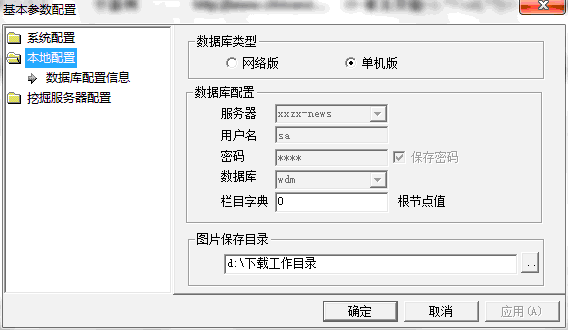 基本参数配置
系统配置
本地配置
数据库配置信息
挖掘服务器配置
数据库类型
网络版 单机版
数据库配置
服务器 xxzx-news
用户名 sa
密码 **** 保存密码
数据库 wdm
栏目字典 0 根节点值
图片保存目录
d:\下载工作目录 ..
确定 取消 应用(A)